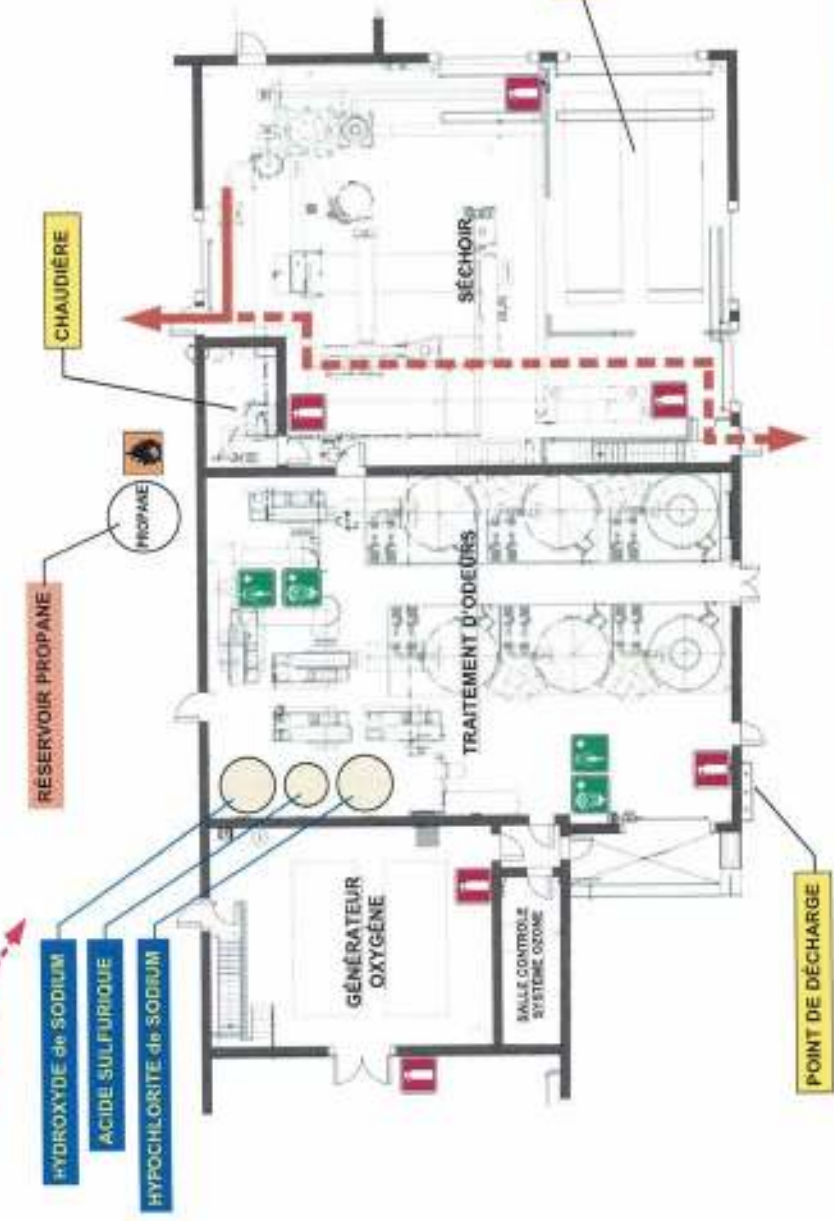 RÉSERVOIR PROPANE
PROPANE
CHAUDIÈRE
HYDROXYDE de SODIUM
ACIDE SULFURIQUE
HYPOCHLORITE de SODIUM
GÉNÉRATEUR
OXYGÈNE
TRAITEMENT D'ODEURS
SÉCHOIR
SALLE CONTROLE
SYSTÈME OZONE
POINT DE DÉCHARGE